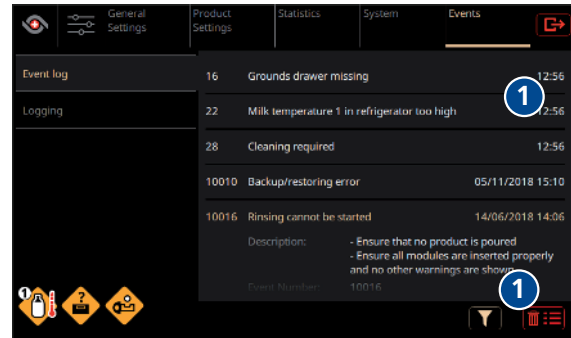 General Settings
Product Settings
Statistics
System
Events
Event log
Logging
16 Grounds drawer missing 12:56
1
22 Milk temperature 1 in refrigerator too high 12:56
28 Cleaning required 12:56
10010 Backup/restoring error 05/11/2018 15:10
10016 Rinsing cannot be started 14/06/2018 14:06
Description: - Ensure that no product is poured
- Ensure all modules are inserted properly
and no other warnings are shown
Event Number: 10016
1
1
?